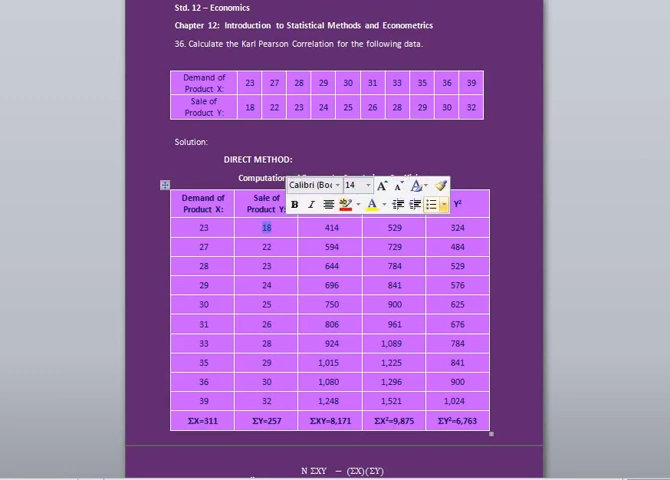 Std. 12 – Economics
Chapter 12: Introduction to Statistical Methods and Econometrics
36. Calculate the Karl Pearson Correlation for the following data.
Demand of Product X: 23 27 28 29 30 31 33 35 36 39
Sale of Product Y: 18 22 23 24 25 26 28 29 30 32
Solution:
DIRECT METHOD:
Computation
Calibri (Boc 14
B I
Demand of Product X: Sale of Product Y: Y²
23 18 414 529 324
27 22 594 729 484
28 23 644 784 529
29 24 696 841 576
30 25 750 900 625
31 26 806 961 676
33 28 924 1,089 784
35 29 1,015 1,225 841
36 30 1,080 1,296 900
39 32 1,248 1,521 1,024
ΣX=311 ΣY=257 ΣXY=8,171 ΣX²=9,875 ΣY²=6,763
N ΣXY – (ΣX)(ΣY)